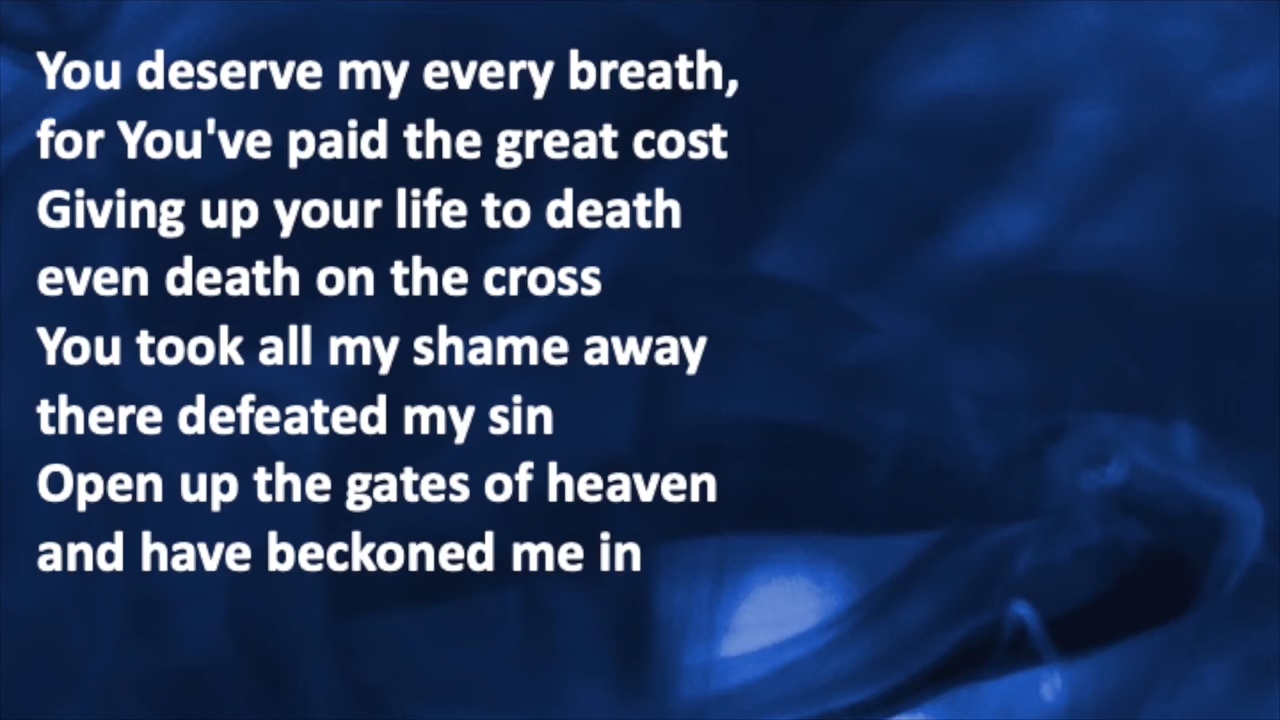 You deserve my every breath,
for You've paid the great cost
Giving up your life to death
even death on the cross
You took all my shame away
there defeated my sin
Open up the gates of heaven
and have beckoned me in